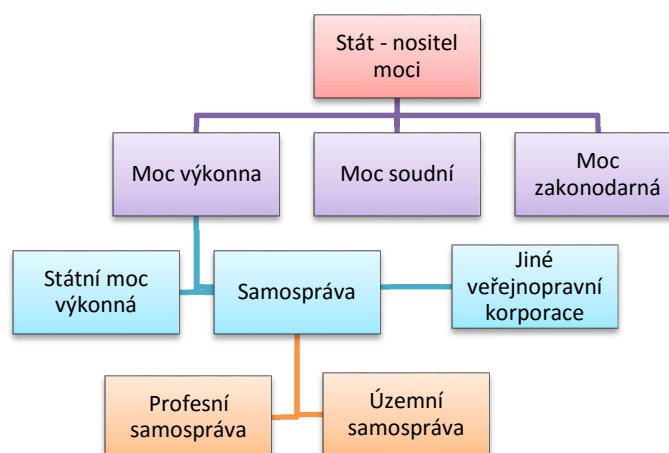 Stát - nositel
moci
Moc výkonna
Moc soudní
Moc
zakonodarná
Státní moc
výkonná
Samospráva
Jiné
veřejnopravní
korporace
Profesní
samospráva
Územní
samospráva